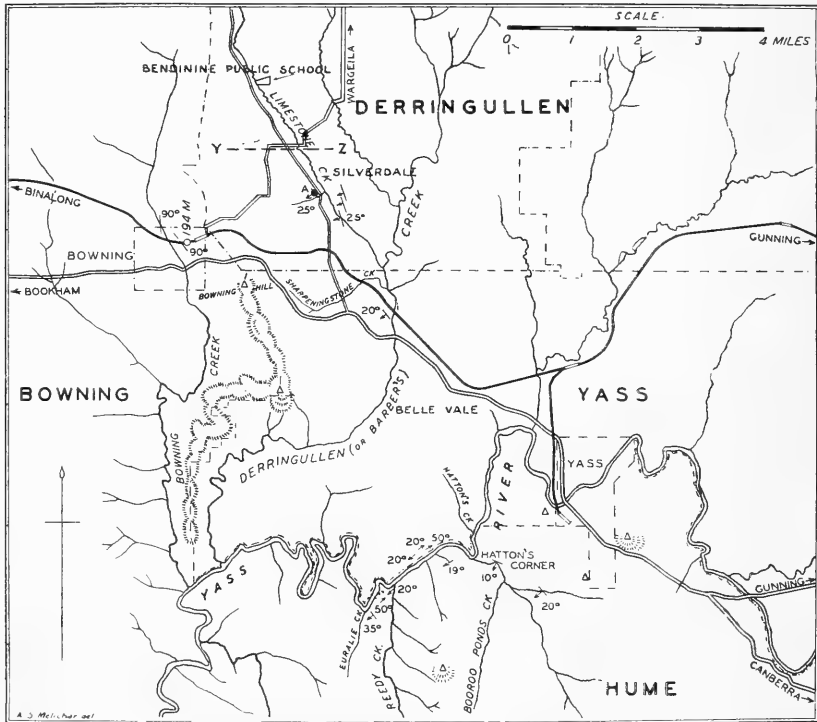 SCALE.
0 1 2 3 4 MILES
WARGEILA
BENDININE PUBLIC SCHOOL
LIMESTONE CK
DERRINGULLEN
Y Z
SILVERDALE
CREEK
A
25°
25°
BINALONG
90°
194 M
90°
GUNNING
BOWNING
BOWNING HILL
SHARPENINGSTONE CK
BOOKHAM
20°
CREEK
BOWNING
YASS
BELLE VALE
DERRINGULLEN (OR BARBER'S)
BOWNING
YASS
RIVER
HATTON'S CK
20° 50°
20°
HATTON'S CORNER
19°
10°
YASS
20°
50°
35°
20°
GUNNING
EURALIE CK
REEDY CK.
BOOROO PONDS CK
CANBERRA
HUME
A. S. Melichar del